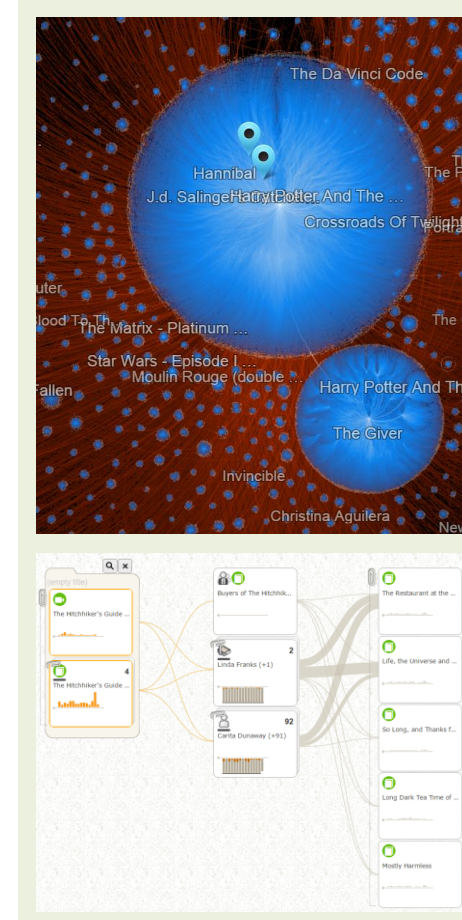 The Da Vinci Code
Hannibal
J.d. Salinger's
Harry Potter And The ...
Crossroads Of Twilight
The
The Matrix - Platinum ...
Star Wars - Episode I ...
Moulin Rouge (double ...
Fallen
Harry Potter And Th
The Giver
Invincible
Christina Aguilera
(empty title)
The Hitchhiker's Guide ...
4
The Hitchhiker's Guide ...
Buyers of The Hitchhik...
2
Linda Franks (+1)
92
Carita Dunaway (+91)
The Restaurant at the ...
Life, the Universe and ...
So Long, and Thanks f...
Long Dark Tea Time of ...
Mostly Harmless